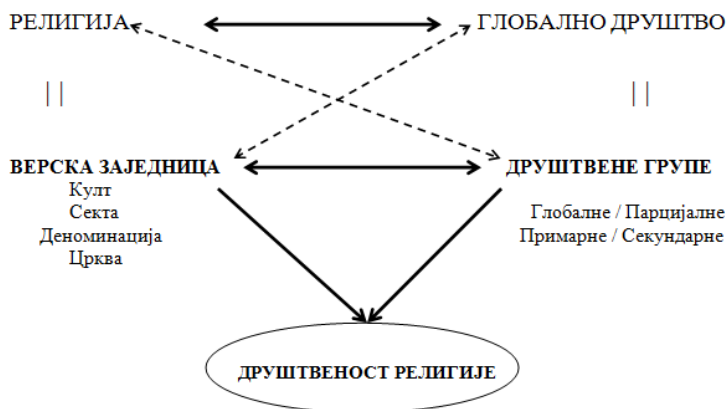 РЕЛИГИЈА ГЛОБАЛНО ДРУШТВО
|| ||
ВЕРСКА ЗАЈЕДНИЦА ДРУШТВЕНЕ ГРУПЕ
Култ
Секта Глобалне / Парцијалне
Деноминација Примарне / Секундарне
Црква
ДРУШТВЕНОСТ РЕЛИГИЈЕ